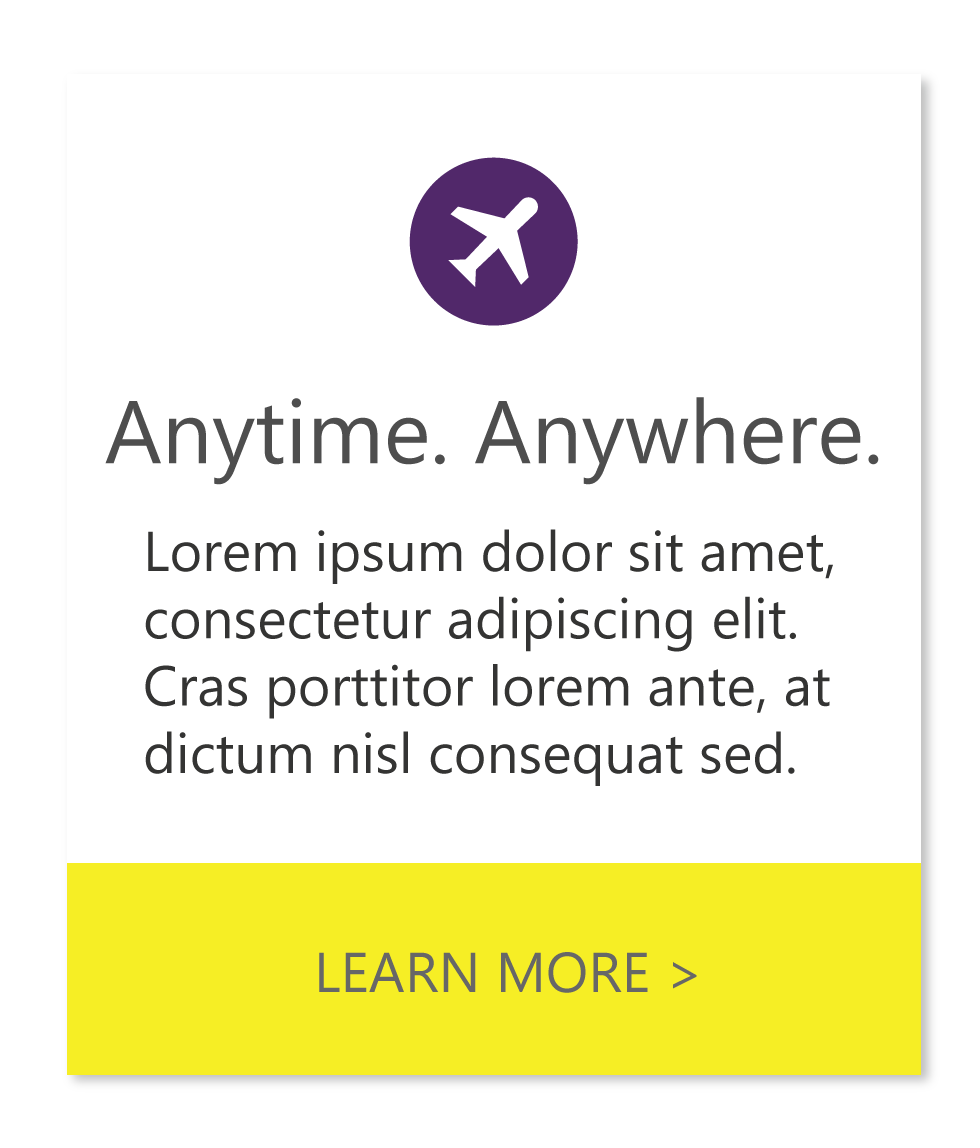 Anytime. Anywhere.
Lorem ipsum dolor sit amet,
consectetur adipiscing elit.
Cras porttitor lorem ante, at
dictum nisl consequat sed.
LEARN MORE >